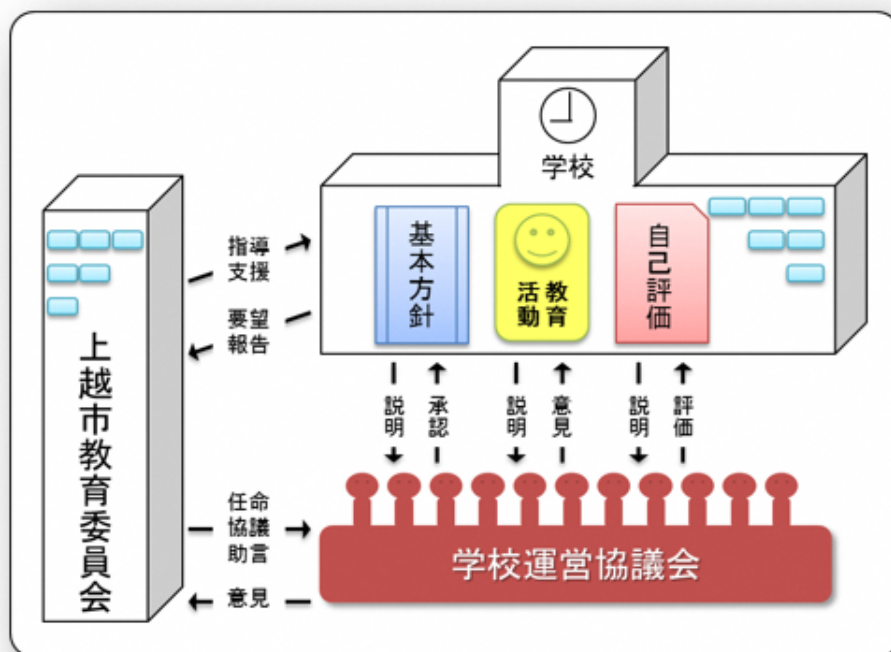 学校
基本方針
教育
活動
自己評価
指導
支援
要望
報告
上越市教育委員会
説明
承認
説明
意見
説明
評価
任命
協議
助言
意見
学校運営協議会